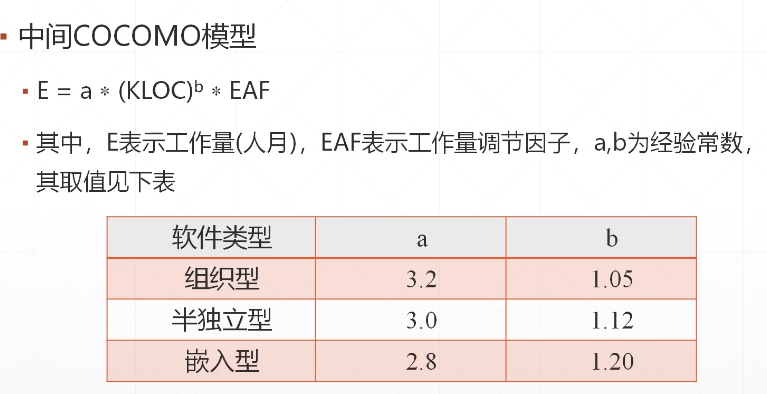 中间COCOMO模型
E = a * (KLOC)ᵇ * EAF
其中，E表示工作量(人月)，EAF表示工作量调节因子，a,b为经验常数，
其取值见下表
软件类型 a b
组织型 3.2 1.05
半独立型 3.0 1.12
嵌入型 2.8 1.20